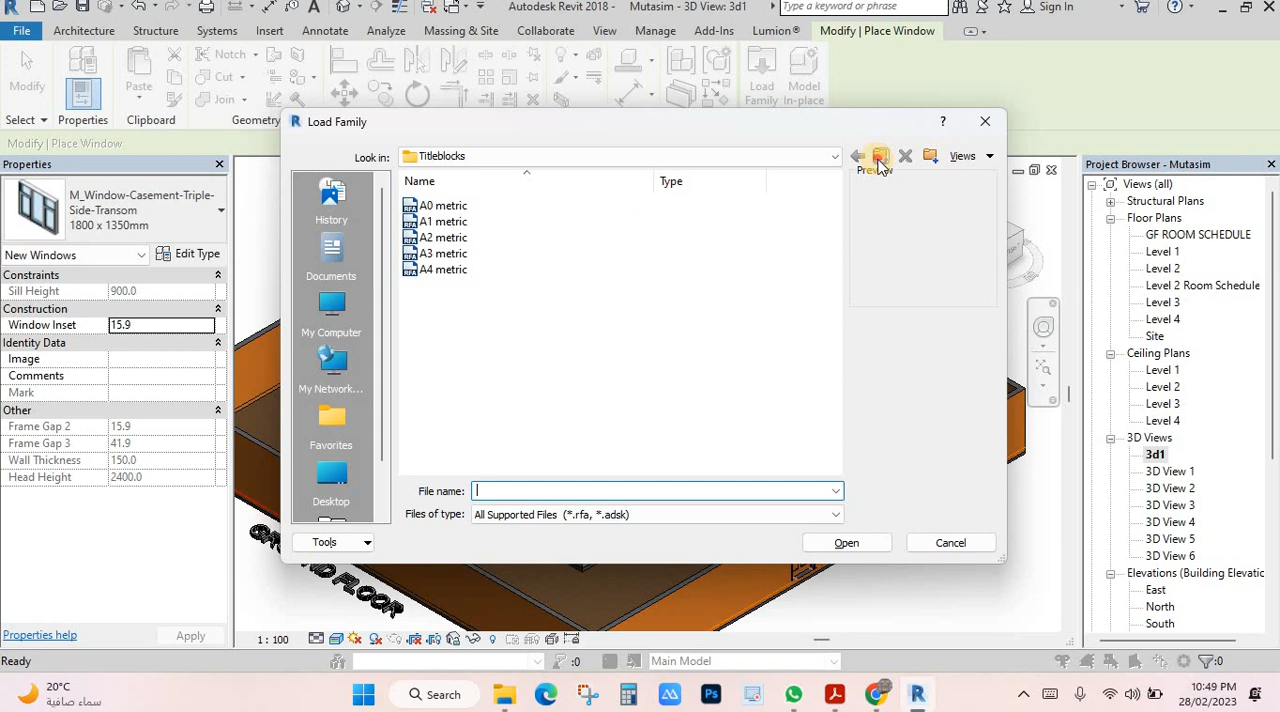 Autodesk Revit 2018 - Mutasim - 3D View: 3d1
Type a keyword or phrase
Sign In
File Architecture Structure Systems Insert Annotate Analyze Massing & Site Collaborate View Manage Add-Ins Lumion® Modify | Place Window
Modify
Properties
Paste
Notch
Cut
Join
Load Family
Model In-place
Select Properties Clipboard Geometry
Modify | Place Window
Properties
M_Window-Casement-Triple-Side-Transom
1800 x 1350mm
New Windows
Edit Type
Constraints
Sill Height 900.0
Construction
Window Inset 15.9
Identity Data
Image
Comments
Mark
Other
Frame Gap 2 15.9
Frame Gap 3 41.9
Wall Thickness 150.0
Head Height 2400.0
Properties help
Apply
Load Family
Look in: Titleblocks
Views
Preview
Name Type
A0 metric
A1 metric
A2 metric
A3 metric
A4 metric
History
Documents
My Computer
My Network...
Favorites
Desktop
File name:
Files of type: All Supported Files (*.rfa, *.adsk)
Tools
Open
Cancel
Project Browser - Mutasim
Views (all)
Structural Plans
Floor Plans
GF ROOM SCHEDULE
Level 1
Level 2
Level 2 Room Schedule
Level 3
Level 4
Site
Ceiling Plans
Level 1
Level 2
Level 3
Level 4
3D Views
3d1
3D View 1
3D View 2
3D View 3
3D View 4
3D View 5
3D View 6
Elevations (Building Elevatio
East
North
South
FLOOR
1 : 100
Ready
:0
Main Model
:0
20°C
سماء صافية
Search
Ps
10:49 PM
28/02/2023